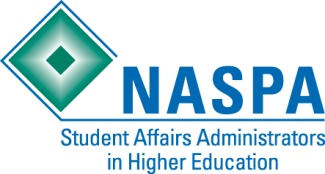 NASPA
Student Affairs Administrators
in Higher Education